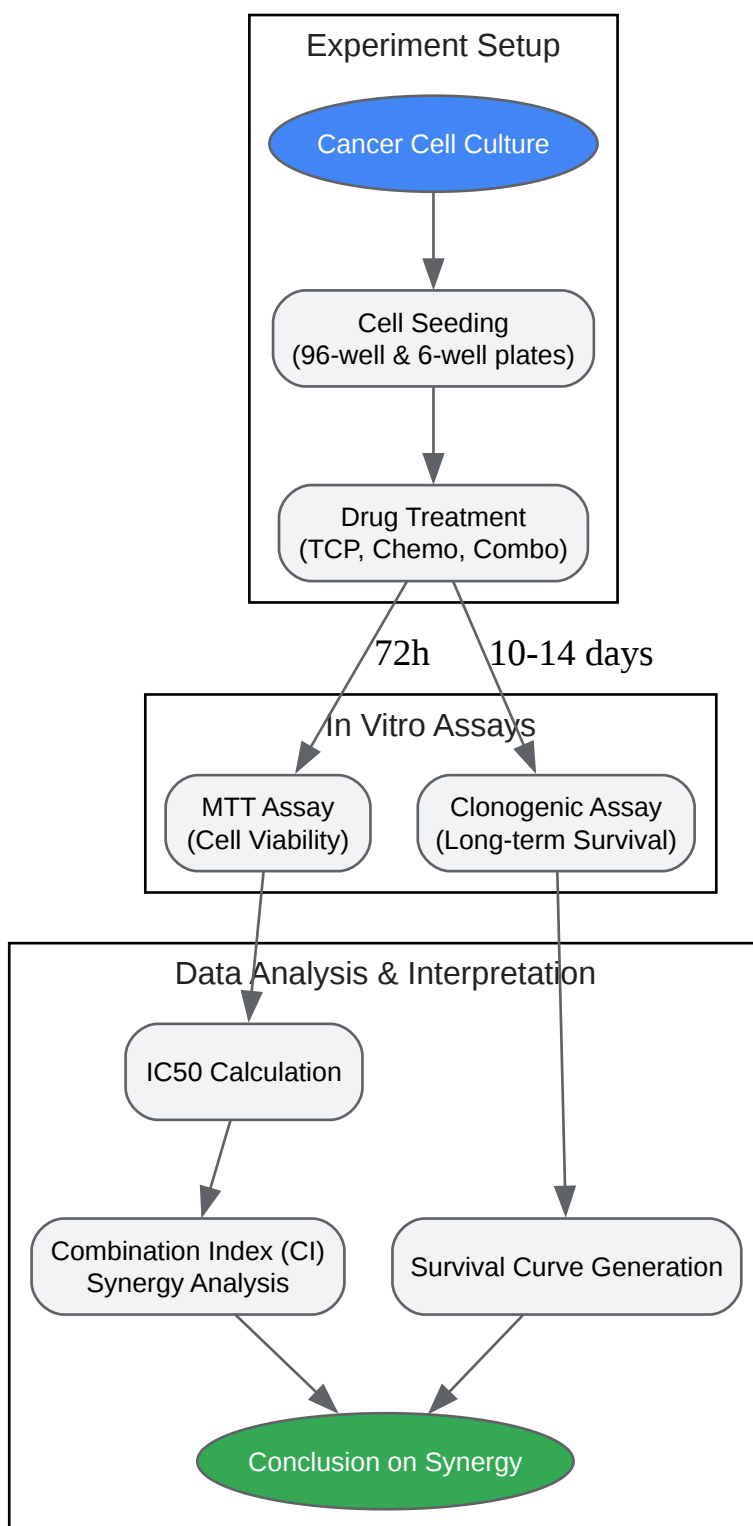 Experiment Setup
Cancer Cell Culture
Cell Seeding
(96-well & 6-well plates)
Drug Treatment
(TCP, Chemo, Combo)
72h
10-14 days
In Vitro Assays
MTT Assay
(Cell Viability)
Clonogenic Assay
(Long-term Survival)
Data Analysis & Interpretation
IC50 Calculation
Combination Index (CI)
Synergy Analysis
Survival Curve Generation
Conclusion on Synergy